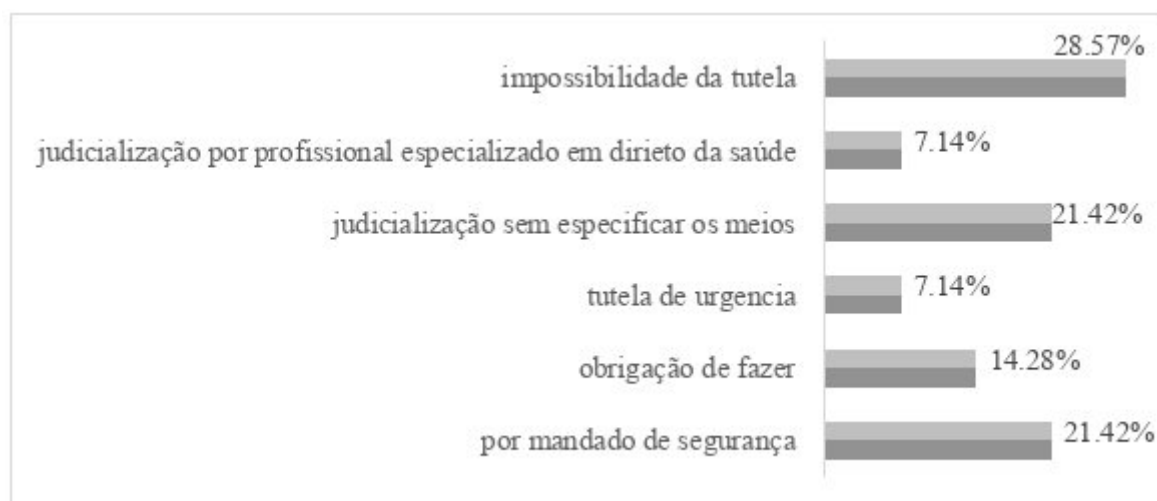 28.57%
impossibilidade da tutela
judicialização por profissional especializado em dirieto da saúde 7.14%
judicialização sem especificar os meios 21.42%
tutela de urgencia 7.14%
obrigação de fazer 14.28%
por mandado de segurança 21.42%